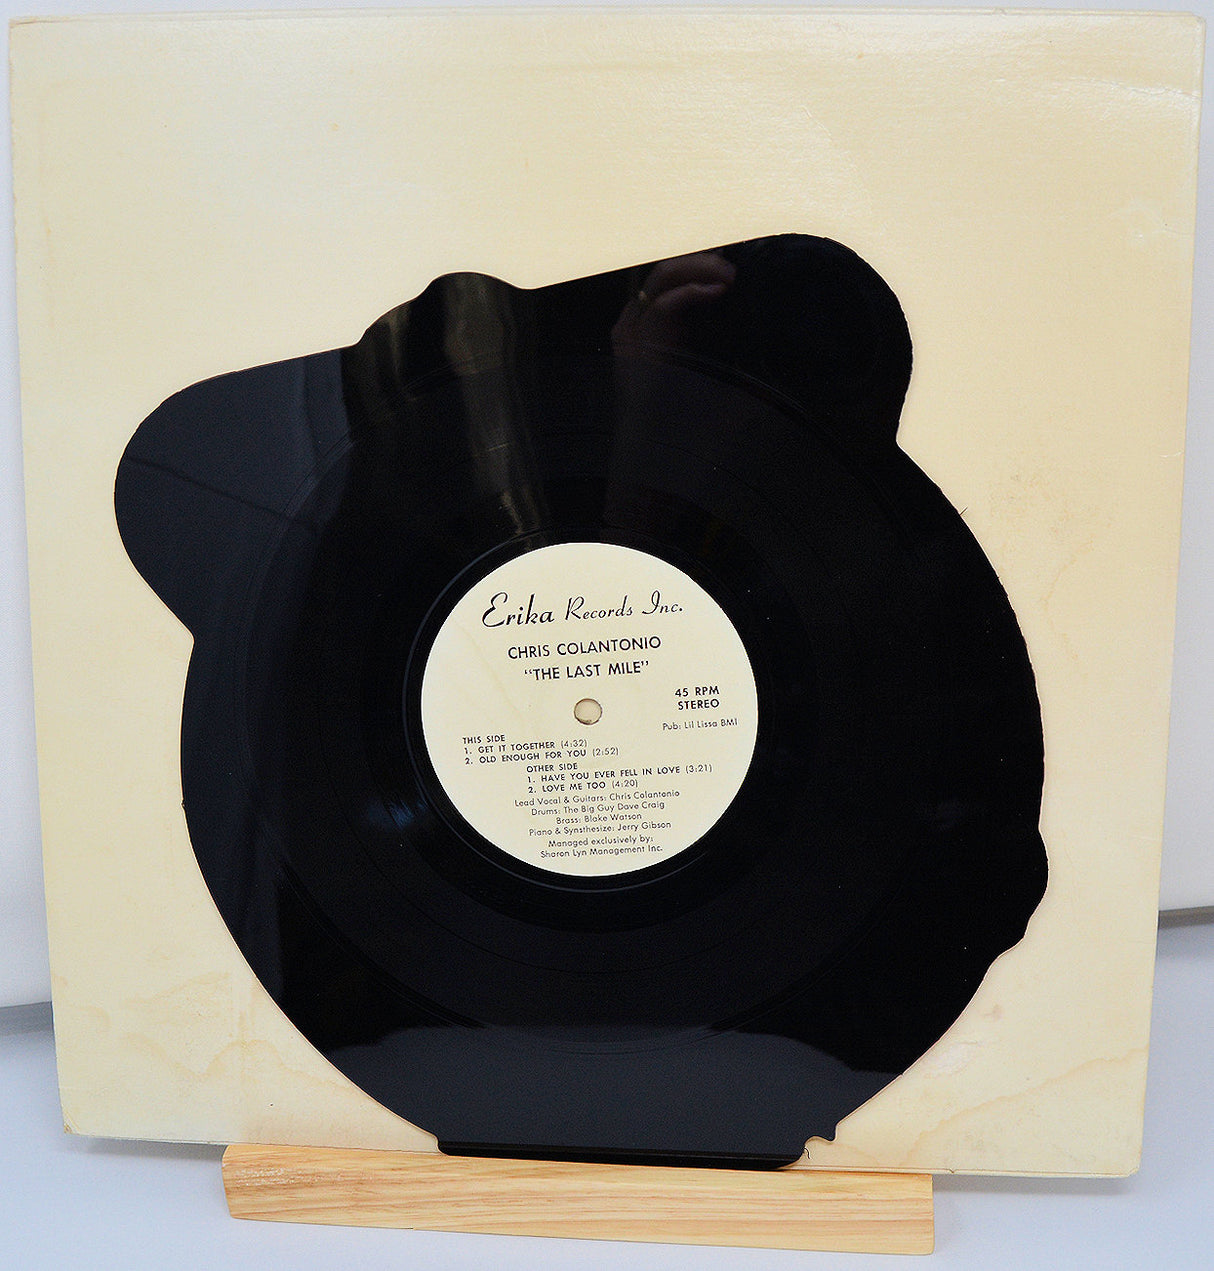 Erika Records Inc.
CHRIS COLANTONIO
"THE LAST MILE"
45 RPM
STEREO
Pub: Lil Lissa BMI
THIS SIDE
1. GET IT TOGETHER (4:32)
2. OLD ENOUGH FOR YOU (2:52)
OTHER SIDE
1. HAVE YOU EVER FELL IN LOVE (3:21)
2. LOVE ME TOO (4:20)
Lead Vocal & Guitars: Chris Colantonio
Drums: The Big Guy Dave Craig
Brass: Blake Watson
Piano & Synsthesize: Jerry Gibson
Managed exclusively by:
Sharon Lyn Management Inc.